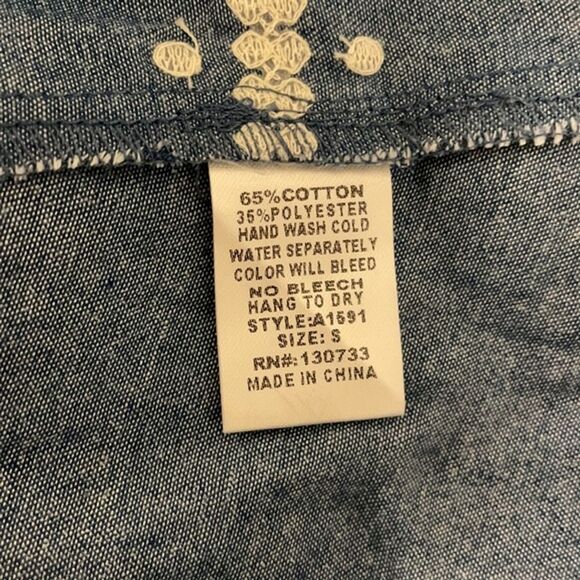 65%COTTON
35%POLYESTER
HAND WASH COLD
WATER SEPARATELY
COLOR WILL BLEED
NO BLEECH
HANG TO DRY
STYLE:A1591
SIZE: S
RN#:130733
MADE IN CHINA